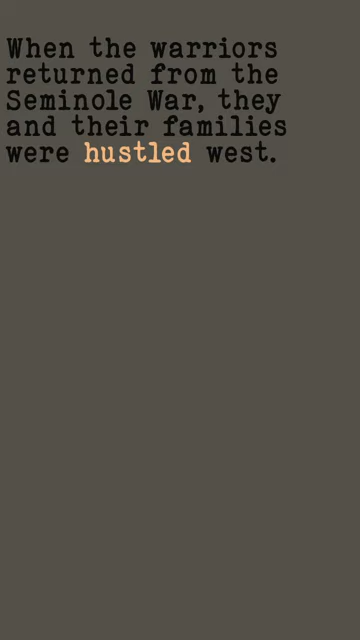 When the warriors
returned from the
Seminole War, they
and their families
were hustled west.